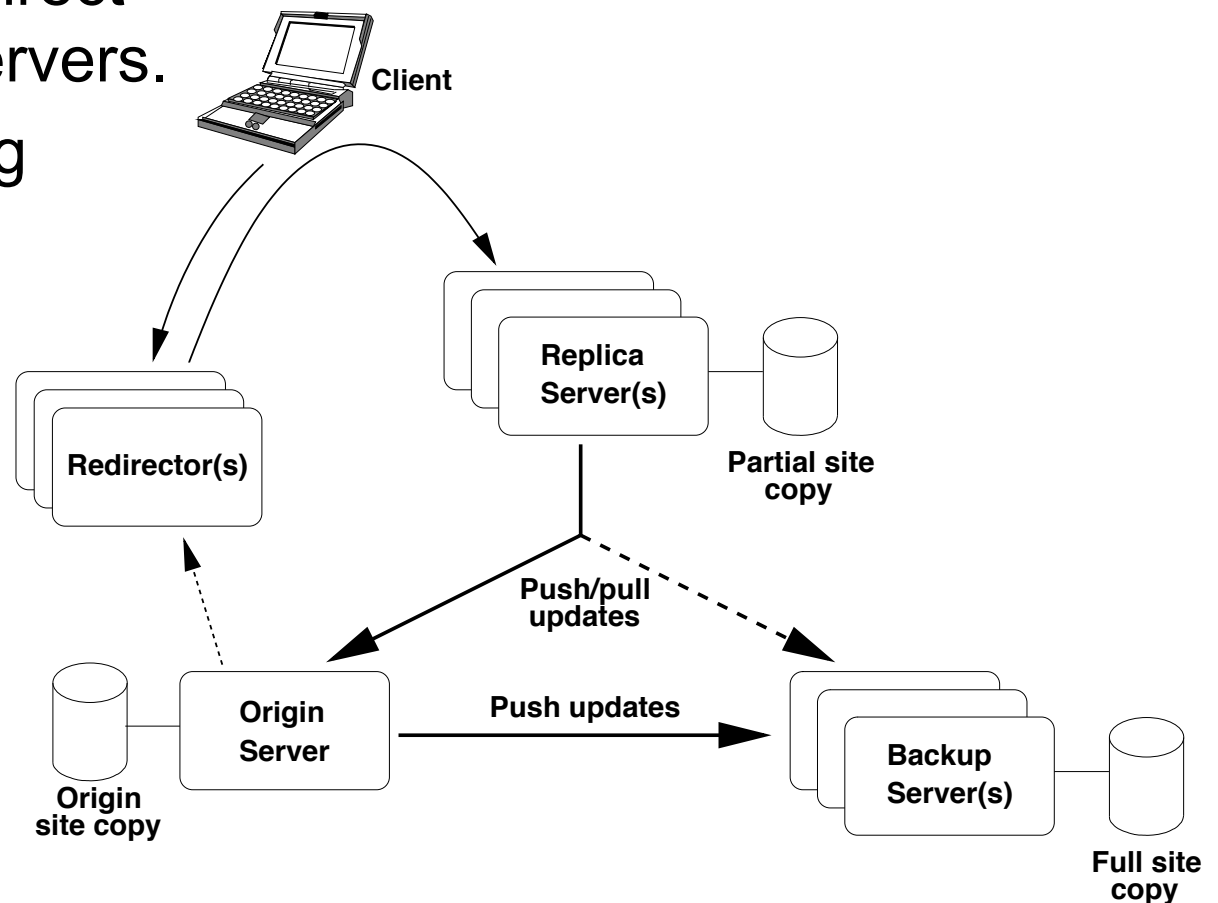 ervers.
g
Client
Replica
Server(s)
Redirector(s)
Partial site
copy
Push/pull
updates
Origin
Server
Push updates
Backup
Server(s)
Origin
site copy
Full site
copy